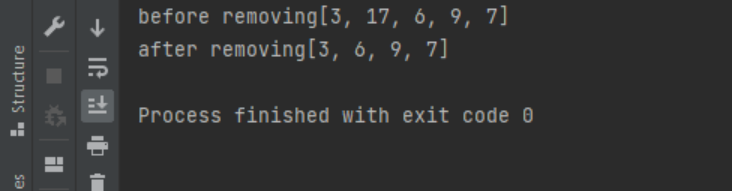 before removing[3, 17, 6, 9, 7]
after removing[3, 6, 9, 7]
Process finished with exit code 0
Structure
es